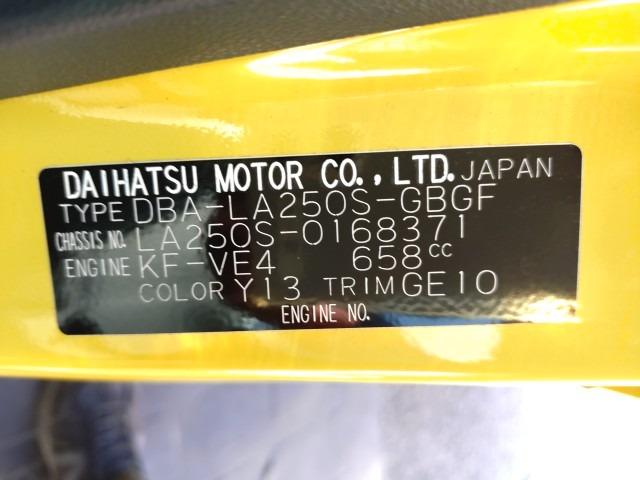 DAIHATSU MOTOR CO., LTD. JAPAN
TYPE DBA-LA250S-GBGF
CHASSIS NO. LA250S-0168371
ENGINE KF-VE4 658cc
COLOR Y13 TRIM GE10
ENGINE NO.